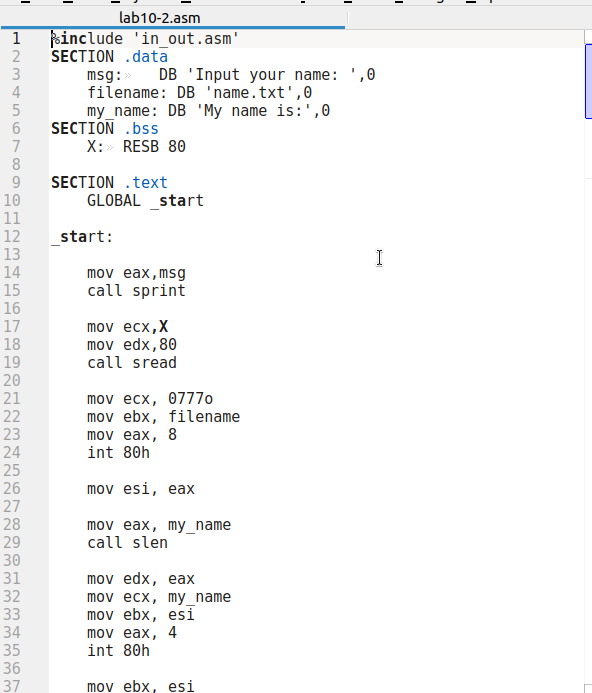 lab10-2.asm
1 %include 'in_out.asm'
2 SECTION .data
3     msg:»   DB 'Input your name: ',0
4     filename: DB 'name.txt',0
5     my_name: DB 'My name is:',0
6 SECTION .bss
7     X:» RESB 80
8
9 SECTION .text
10     GLOBAL _start
11
12 _start:
13
14     mov eax,msg
15     call sprint
16
17     mov ecx,X
18     mov edx,80
19     call sread
20
21     mov ecx, 0777o
22     mov ebx, filename
23     mov eax, 8
24     int 80h
25
26     mov esi, eax
27
28     mov eax, my_name
29     call slen
30
31     mov edx, eax
32     mov ecx, my_name
33     mov ebx, esi
34     mov eax, 4
35     int 80h
36
37     mov ebx, esi